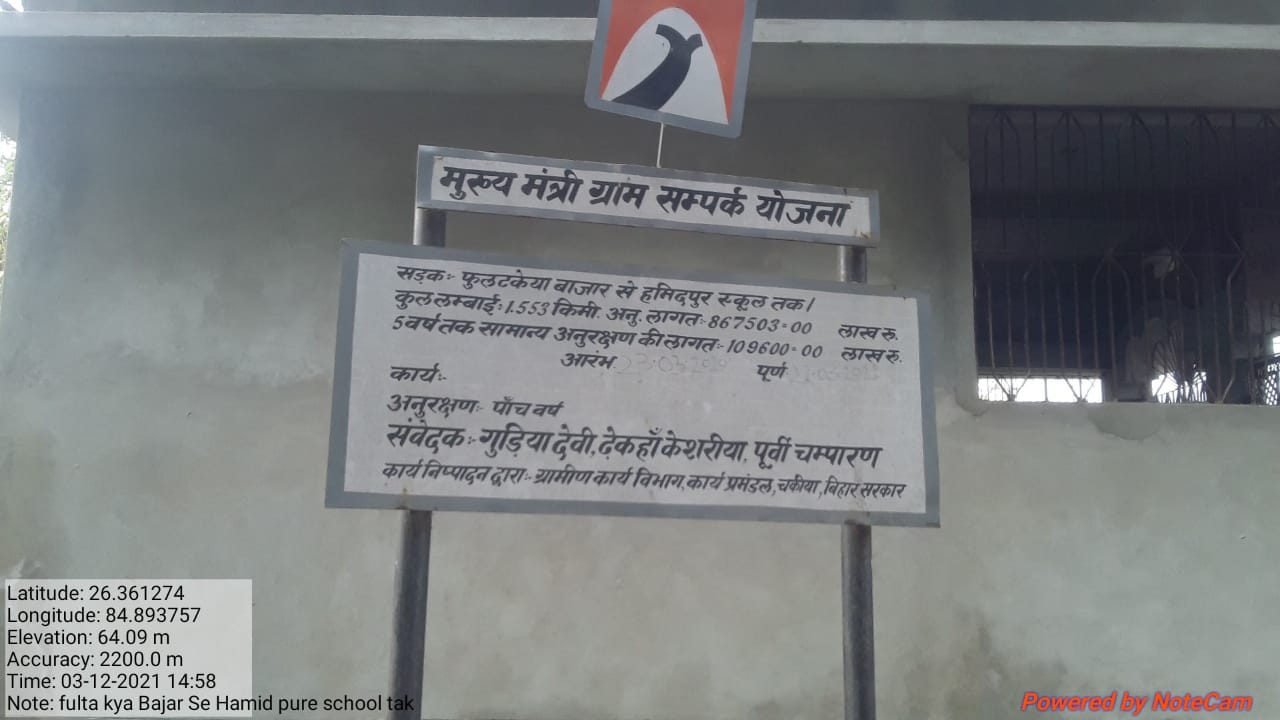 मुख्य मंत्री ग्राम सम्पर्क योजना
सड़क:- फुलटकेया बाजार से हमिदपुर स्कूल तक।
कुल लम्बाई:-1.553 किमी. अनु. लागत:-867503=00 लाख रु.
5 वर्ष तक सामान्य अनुरक्षण की लागत:-109600=00 लाख रु.
आरंभ पूर्ण
कार्य:-
अनुरक्षण:- पाँच वर्ष
संवेदक:-गुड़िया देवी, ढेकहाँ केशरीया, पूर्वी चम्पारण
कार्य निष्पादन द्वारा:- ग्रामीण कार्य विभाग, कार्य प्रमंडल, चकीया, बिहार सरकार
Latitude: 26.361274
Longitude: 84.893757
Elevation: 64.09 m
Accuracy: 2200.0 m
Time: 03-12-2021 14:58
Note: fulta kya Bajar Se Hamid pure school tak
Powered by NoteCam